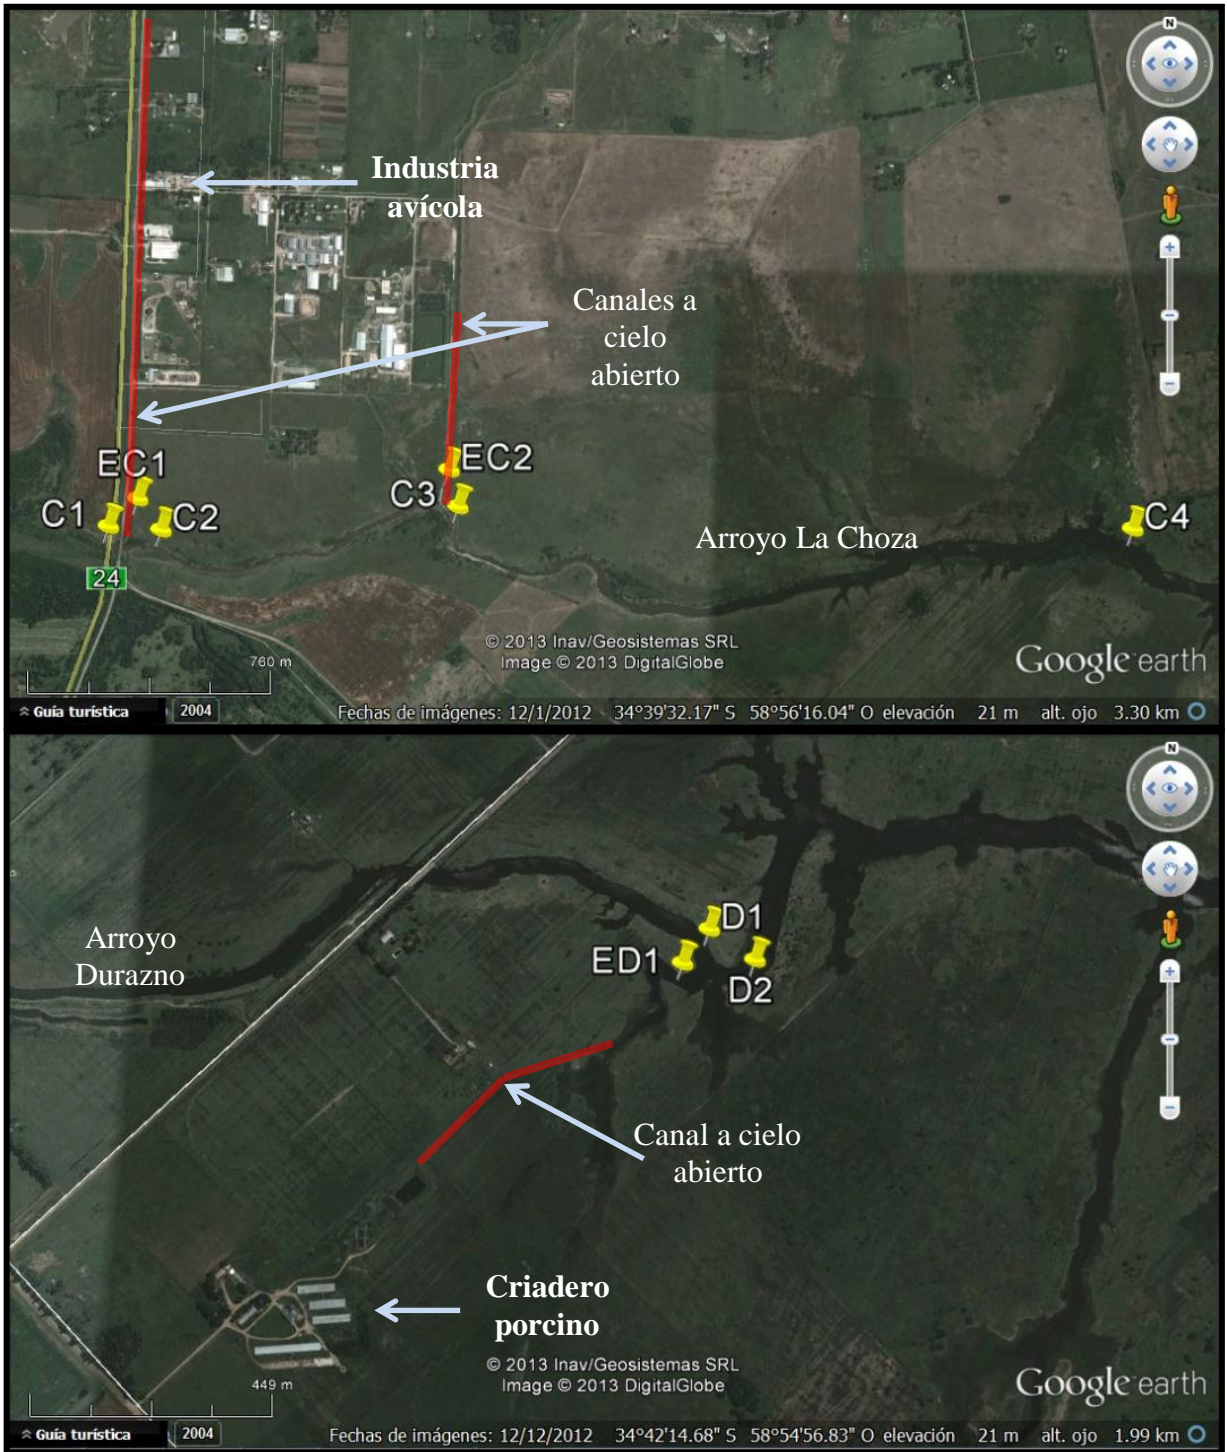 N
Industria
avícola
Canales a
cielo
abierto
EC1
EC2
C3
C1
C2
C4
Arroyo La Choza
24
© 2013 Inav/Geosistemas SRL
Image © 2013 DigitalGlobe
760 m
Google earth
Guía turística
2004
Fechas de imágenes: 12/1/2012 34°39'32.17" S 58°56'16.04" O elevación 21 m alt. ojo 3.30 km
N
D1
Arroyo
Durazno
ED1
D2
Canal a cielo
abierto
Criadero
porcino
© 2013 Inav/Geosistemas SRL
Image © 2013 DigitalGlobe
449 m
Google earth
Guía turística
2004
Fechas de imágenes: 12/12/2012 34°42'14.68" S 58°54'56.83" O elevación 21 m alt. ojo 1.99 km